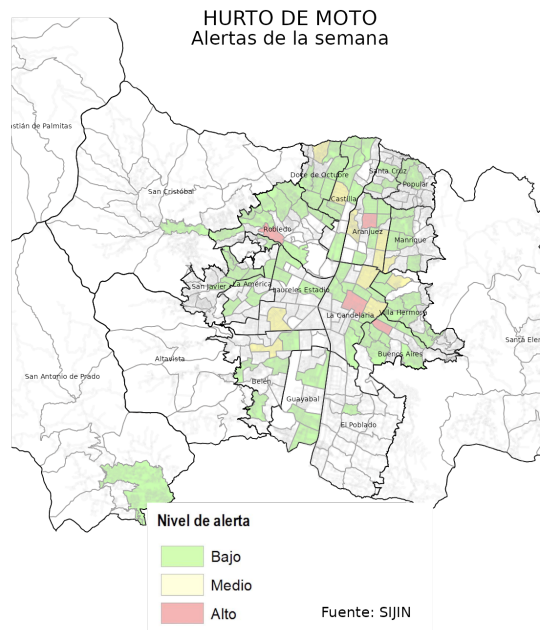 HURTO DE MOTO
Alertas de la semana
stián de Palmitas
San Cristóbal
Doce de Octubre
Santa Cruz
Popular
Castilla
Robledo
Aranjuez
Manrique
San Javier
La América
Laureles Estadio
La Candelaria
Villa Hermosa
Santa Elen
Buenos Aires
Altavista
San Antonio de Prado
Belén
Guayabal
El Poblado
Nivel de alerta
Bajo
Medio
Alto
Fuente: SIJIN